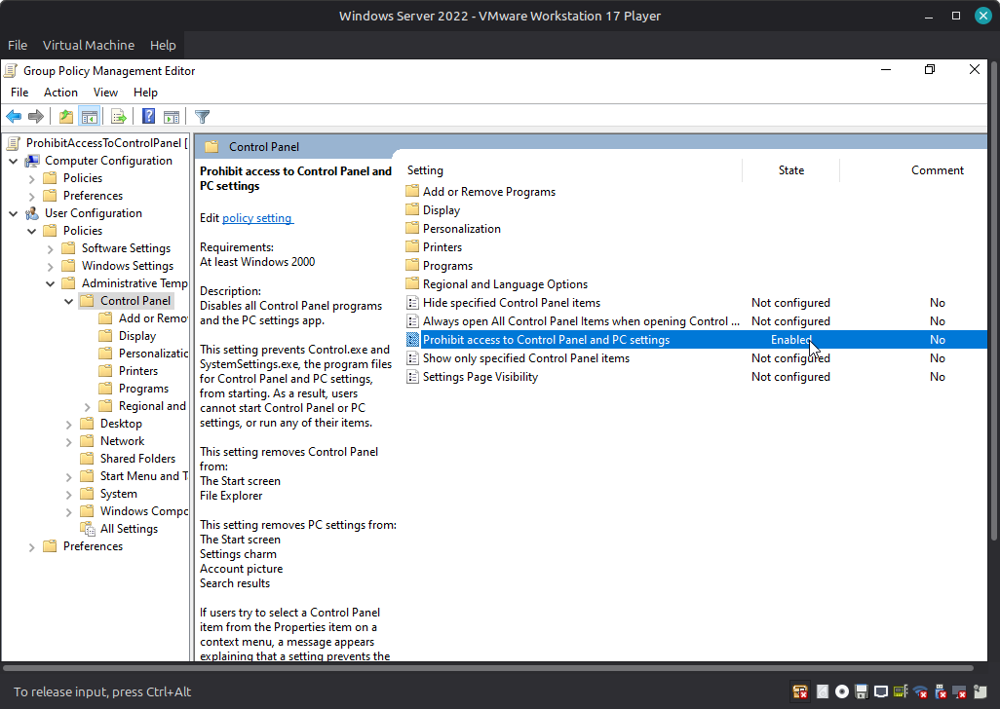 Windows Server 2022 - VMware Workstation 17 Player
File Virtual Machine Help
Group Policy Management Editor
File Action View Help
ProhibitAccessToControlPanel [
Computer Configuration
Policies
Preferences
User Configuration
Policies
Software Settings
Windows Settings
Administrative Temp
Control Panel
Add or Remo
Display
Personalizatio
Printers
Programs
Regional and
Desktop
Network
Shared Folders
Start Menu and T
System
Windows Compo
All Settings
Preferences
Control Panel
Prohibit access to Control Panel and
PC settings
Edit policy setting
Requirements:
At least Windows 2000
Description:
Disables all Control Panel programs
and the PC settings app.
This setting prevents Control.exe and
SystemSettings.exe, the program files
for Control Panel and PC settings,
from starting. As a result, users
cannot start Control Panel or PC
settings, or run any of their items.
This setting removes Control Panel
from:
The Start screen
File Explorer
This setting removes PC settings from:
The Start screen
Settings charm
Account picture
Search results
If users try to select a Control Panel
item from the Properties item on a
context menu, a message appears
explaining that a setting prevents the
Setting State Comment
Add or Remove Programs
Display
Personalization
Printers
Programs
Regional and Language Options
Hide specified Control Panel items Not configured No
Always open All Control Panel Items when opening Control ... Not configured No
Prohibit access to Control Panel and PC settings Enabled No
Show only specified Control Panel items Not configured No
Settings Page Visibility Not configured No
To release input, press Ctrl+Alt